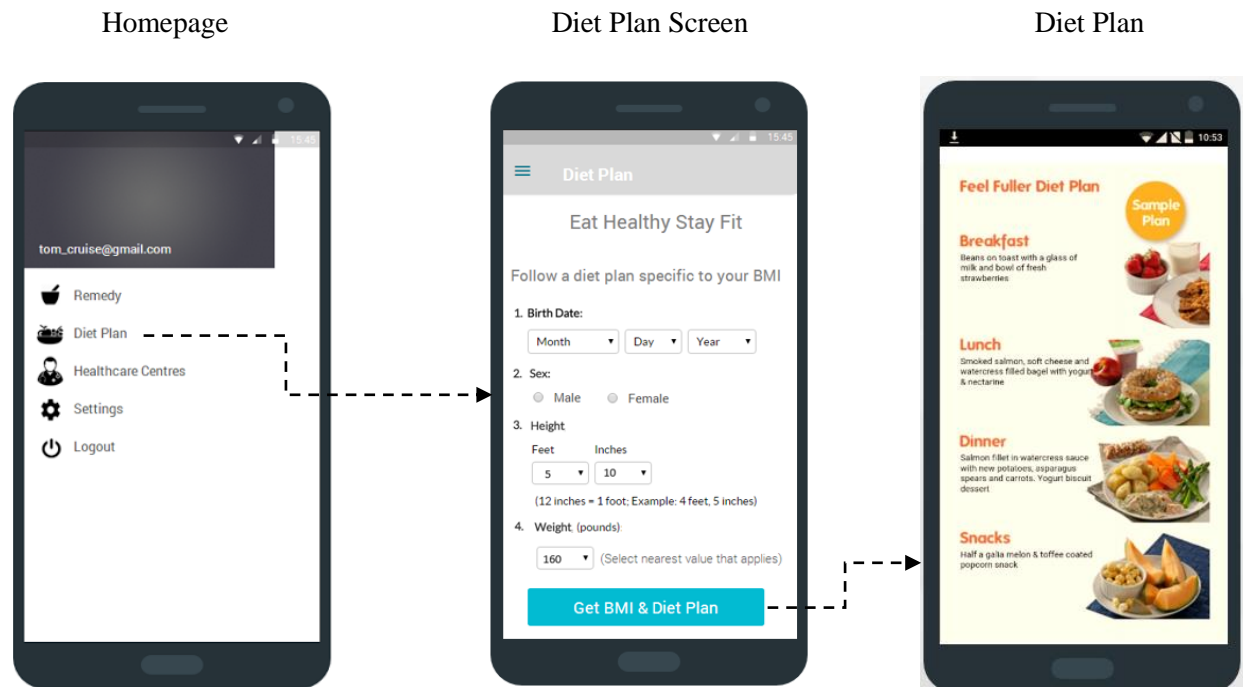 Homepage
Diet Plan Screen
Diet Plan
15:45
tom_cruise@gmail.com
Remedy
Diet Plan
Healthcare Centres
Settings
Logout
15:45
Diet Plan
Eat Healthy Stay Fit
Follow a diet plan specific to your BMI
1. Birth Date:
Month Day Year
2. Sex:
Male Female
3. Height
Feet Inches
5 10
(12 inches = 1 foot; Example: 4 feet, 5 inches)
4. Weight (pounds):
160 (Select nearest value that applies)
Get BMI & Diet Plan
10:53
Feel Fuller Diet Plan
Sample
Plan
Breakfast
Beans on toast with a glass of
milk and bowl of fresh
strawberries
Lunch
Smoked salmon, soft cheese and
watercress filled bagel with yogurt
& nectarine
Dinner
Salmon fillet in watercress sauce
with new potatoes, asparagus
spears and carrots. Yogurt biscuit
dessert
Snacks
Half a galia melon & toffee coated
popcorn snack